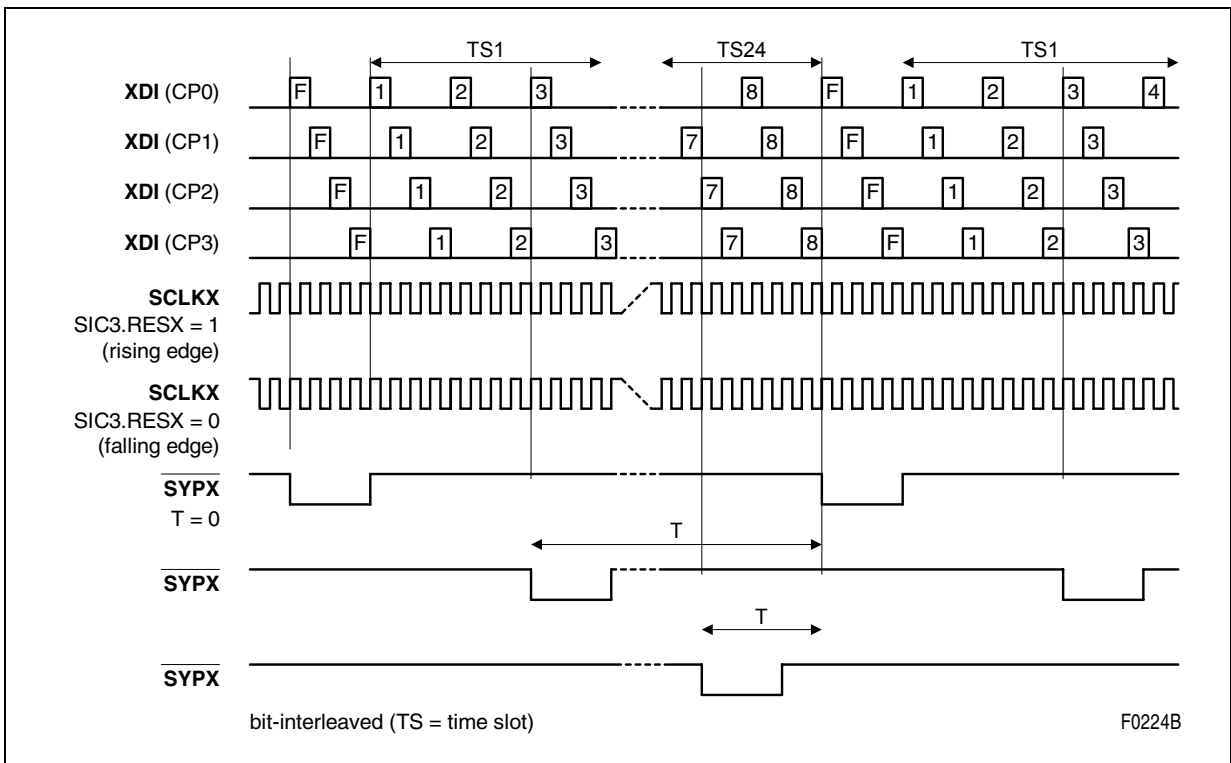 TS1 TS24 TS1
XDI (CP0) F 1 2 3 8 F 1 2 3 4
XDI (CP1) F 1 2 3 7 8 F 1 2 3
XDI (CP2) F 1 2 3 7 8 F 1 2 3
XDI (CP3) F 1 2 3 7 8 F 1 2 3
SCLKX
SIC3.RESX = 1
(rising edge)
SCLKX
SIC3.RESX = 0
(falling edge)
SYPX
T = 0
T
SYPX
T
SYPX
bit-interleaved (TS = time slot) F0224B